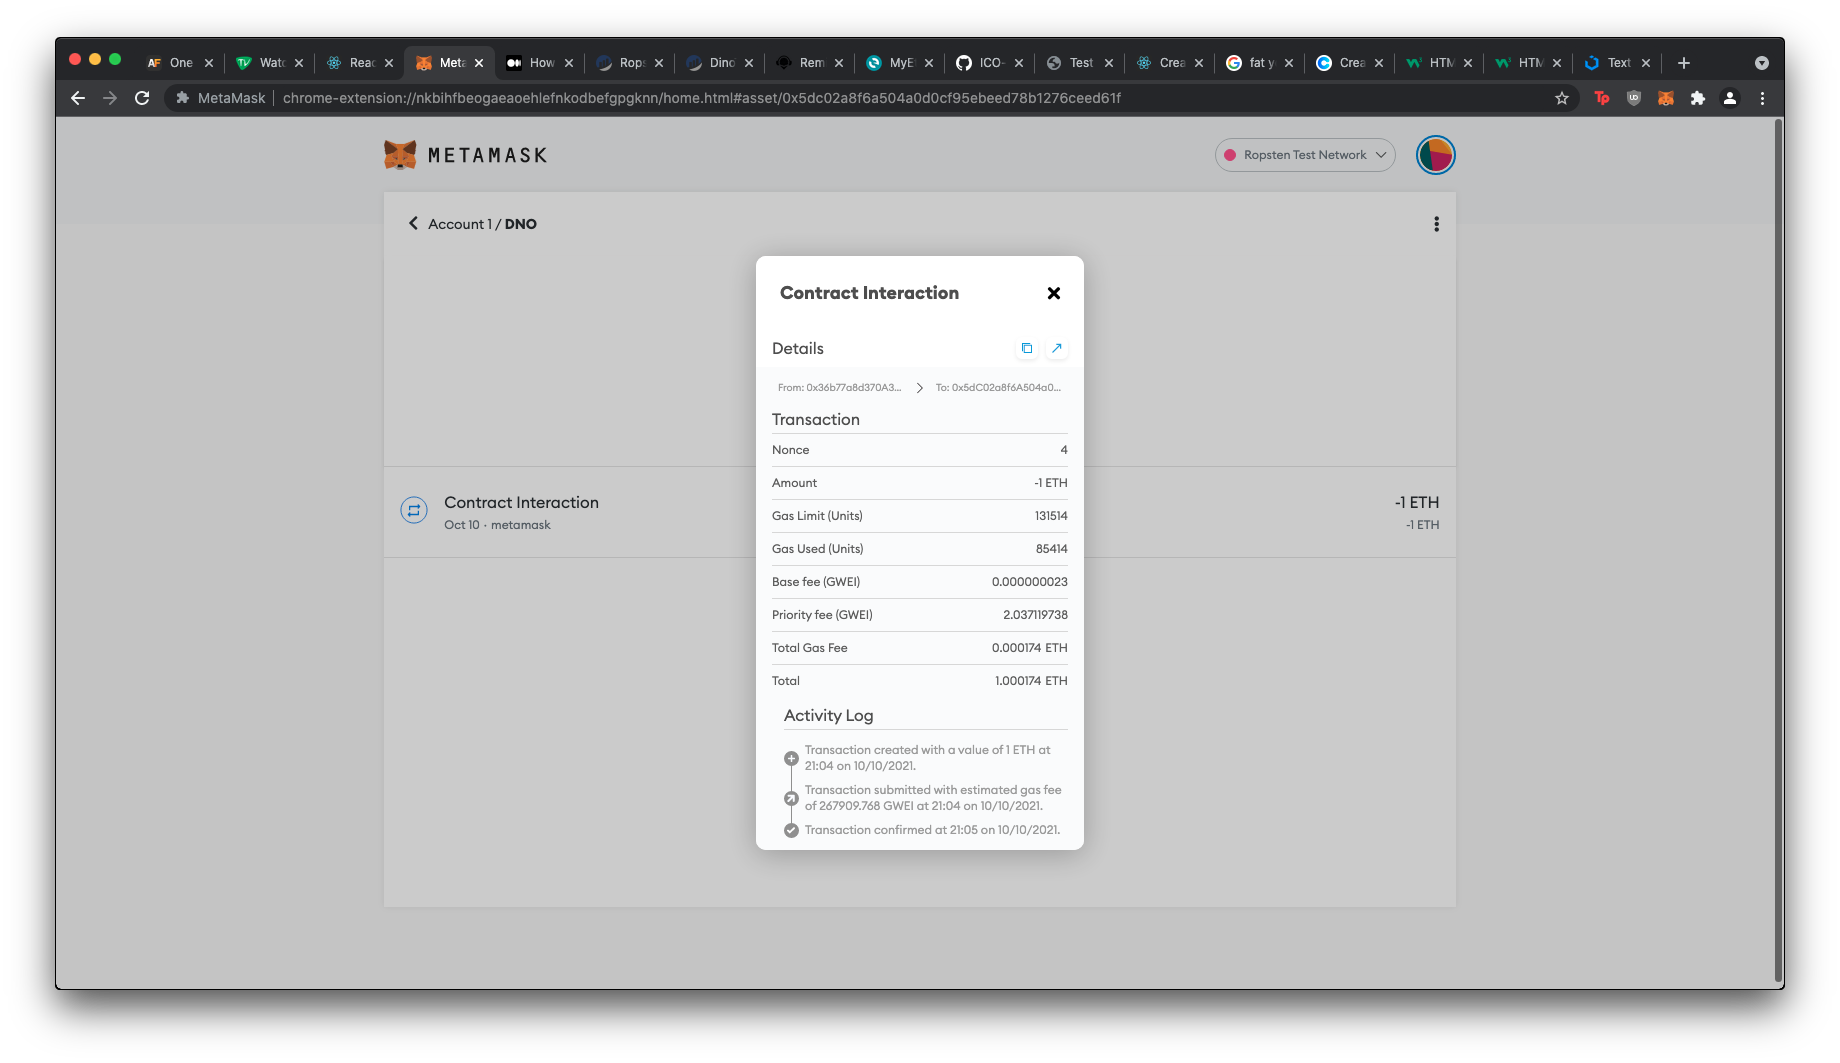 AF One
TV Watc
Reac
Meta
How
Rops
Dino
Rem
MyE
ICO-
Test
Crea
fat y
Crea
HTM
HTM
Text
MetaMask chrome-extension://nkbihfbeogaeaoehlefnkodbefgpgknn/home.html#asset/0x5dc02a8f6a504a0d0cf95ebeed78b1276ceed61f
Tp
METAMASK
Ropsten Test Network
Account 1 / DNO
Contract Interaction
Details
From: 0x36b77a8d370A3... To: 0x5dC02a8f6A504a0...
Transaction
Nonce 4
Amount -1 ETH
Gas Limit (Units) 131514
Gas Used (Units) 85414
Base fee (GWEI) 0.000000023
Priority fee (GWEI) 2.037119738
Total Gas Fee 0.000174 ETH
Total 1.000174 ETH
Activity Log
Transaction created with a value of 1 ETH at
21:04 on 10/10/2021.
Transaction submitted with estimated gas fee
of 267909.768 GWEI at 21:04 on 10/10/2021.
Transaction confirmed at 21:05 on 10/10/2021.
Contract Interaction
Oct 10 · metamask
-1 ETH
-1 ETH